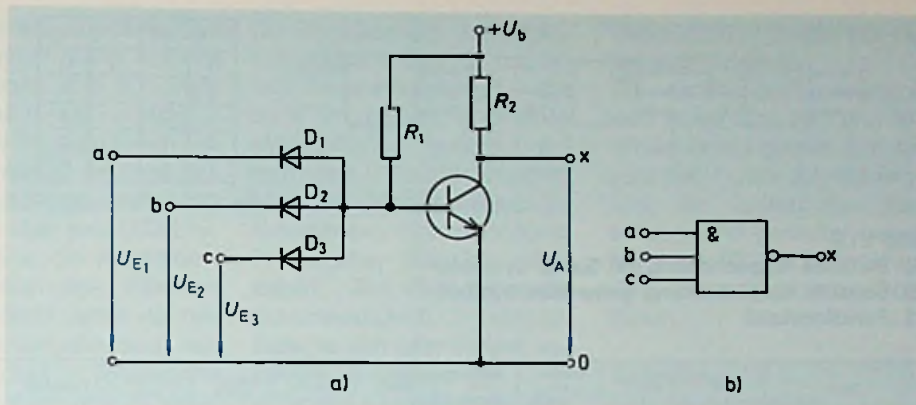 +U_b
R_2
R_1
a D_1 x
b D_2
c D_3
U_E1 U_E2 U_E3 U_A
0
a)
a & x
b
c
b)